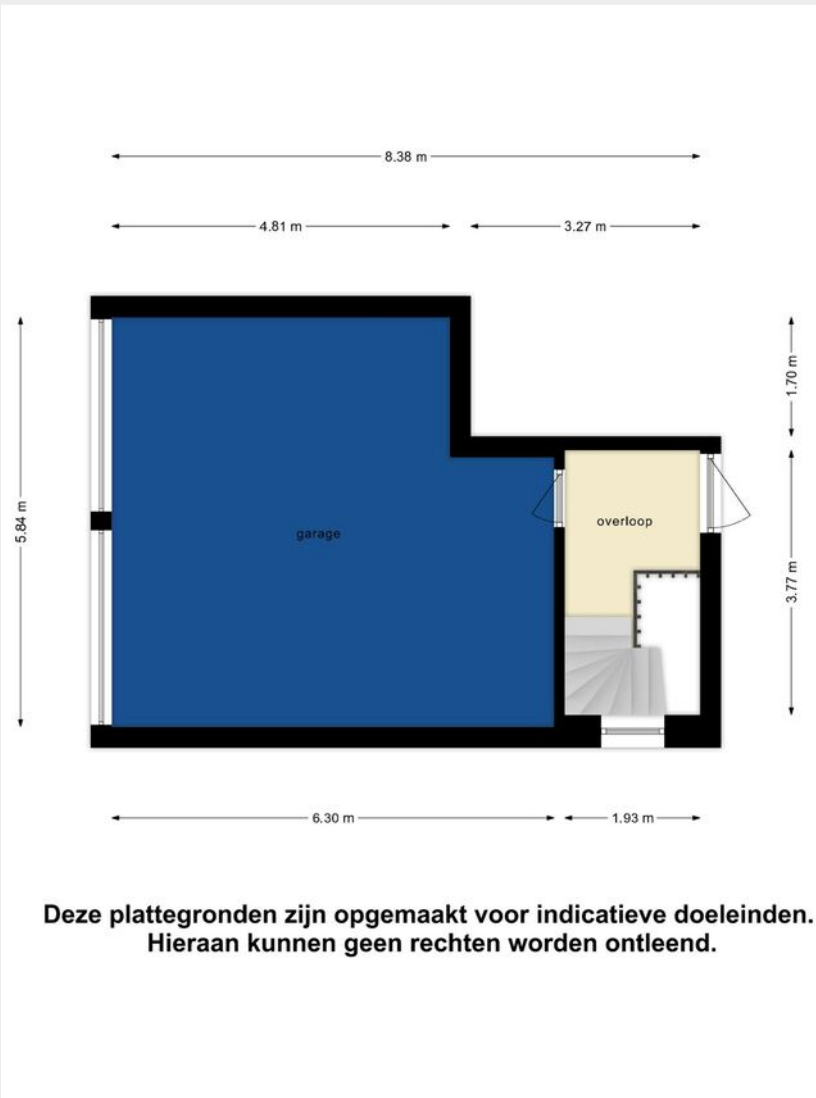 8.38 m
4.81 m
3.27 m
1.70 m
5.84 m
garage
overloop
3.77 m
6.30 m
1.93 m
Deze plattegronden zijn opgemaakt voor indicatieve doeleinden.
Hieraan kunnen geen rechten worden ontleend.